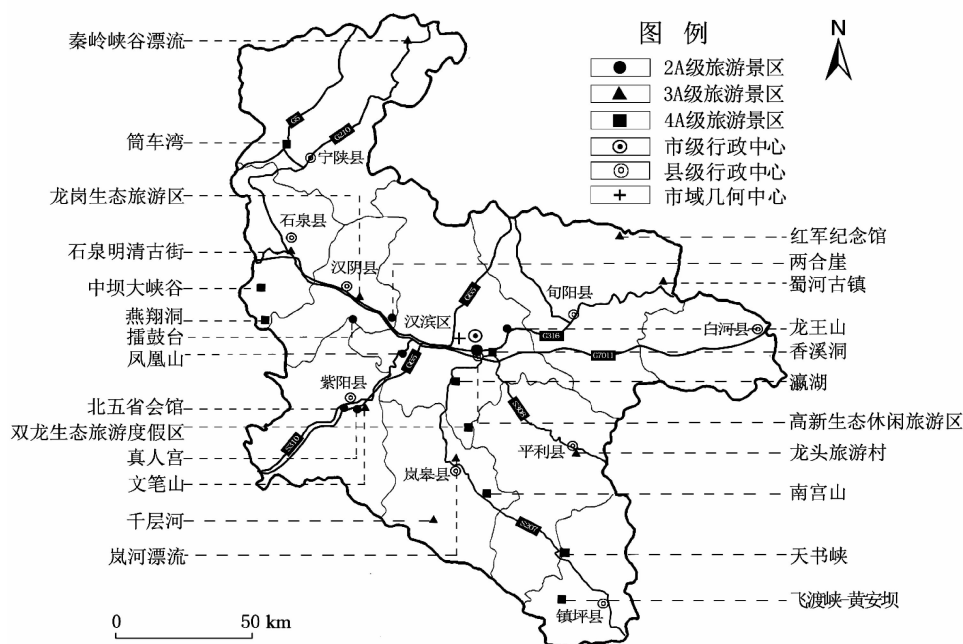 图 例
2A级旅游景区
3A级旅游景区
4A级旅游景区
市级行政中心
县级行政中心
市域几何中心
N
秦岭峡谷漂流
筒车湾
龙岗生态旅游区
石泉明清古街
中坝大峡谷
燕翔洞
擂鼓台
凤凰山
北五省会馆
双龙生态旅游度假区
真人宫
文笔山
千层河
岚河漂流
红军纪念馆
两合崖
蜀河古镇
龙王山
香溪洞
瀛湖
高新生态休闲旅游区
龙头旅游村
南宫山
天书峡
飞渡峡-黄安坝
G5
G210
宁陕县
石泉县
汉阴县
汉滨区
G65
旬阳县
白河县
G316
G7011
紫阳县
G65
S310
平利县
岚皋县
S207
镇坪县
0
50 km